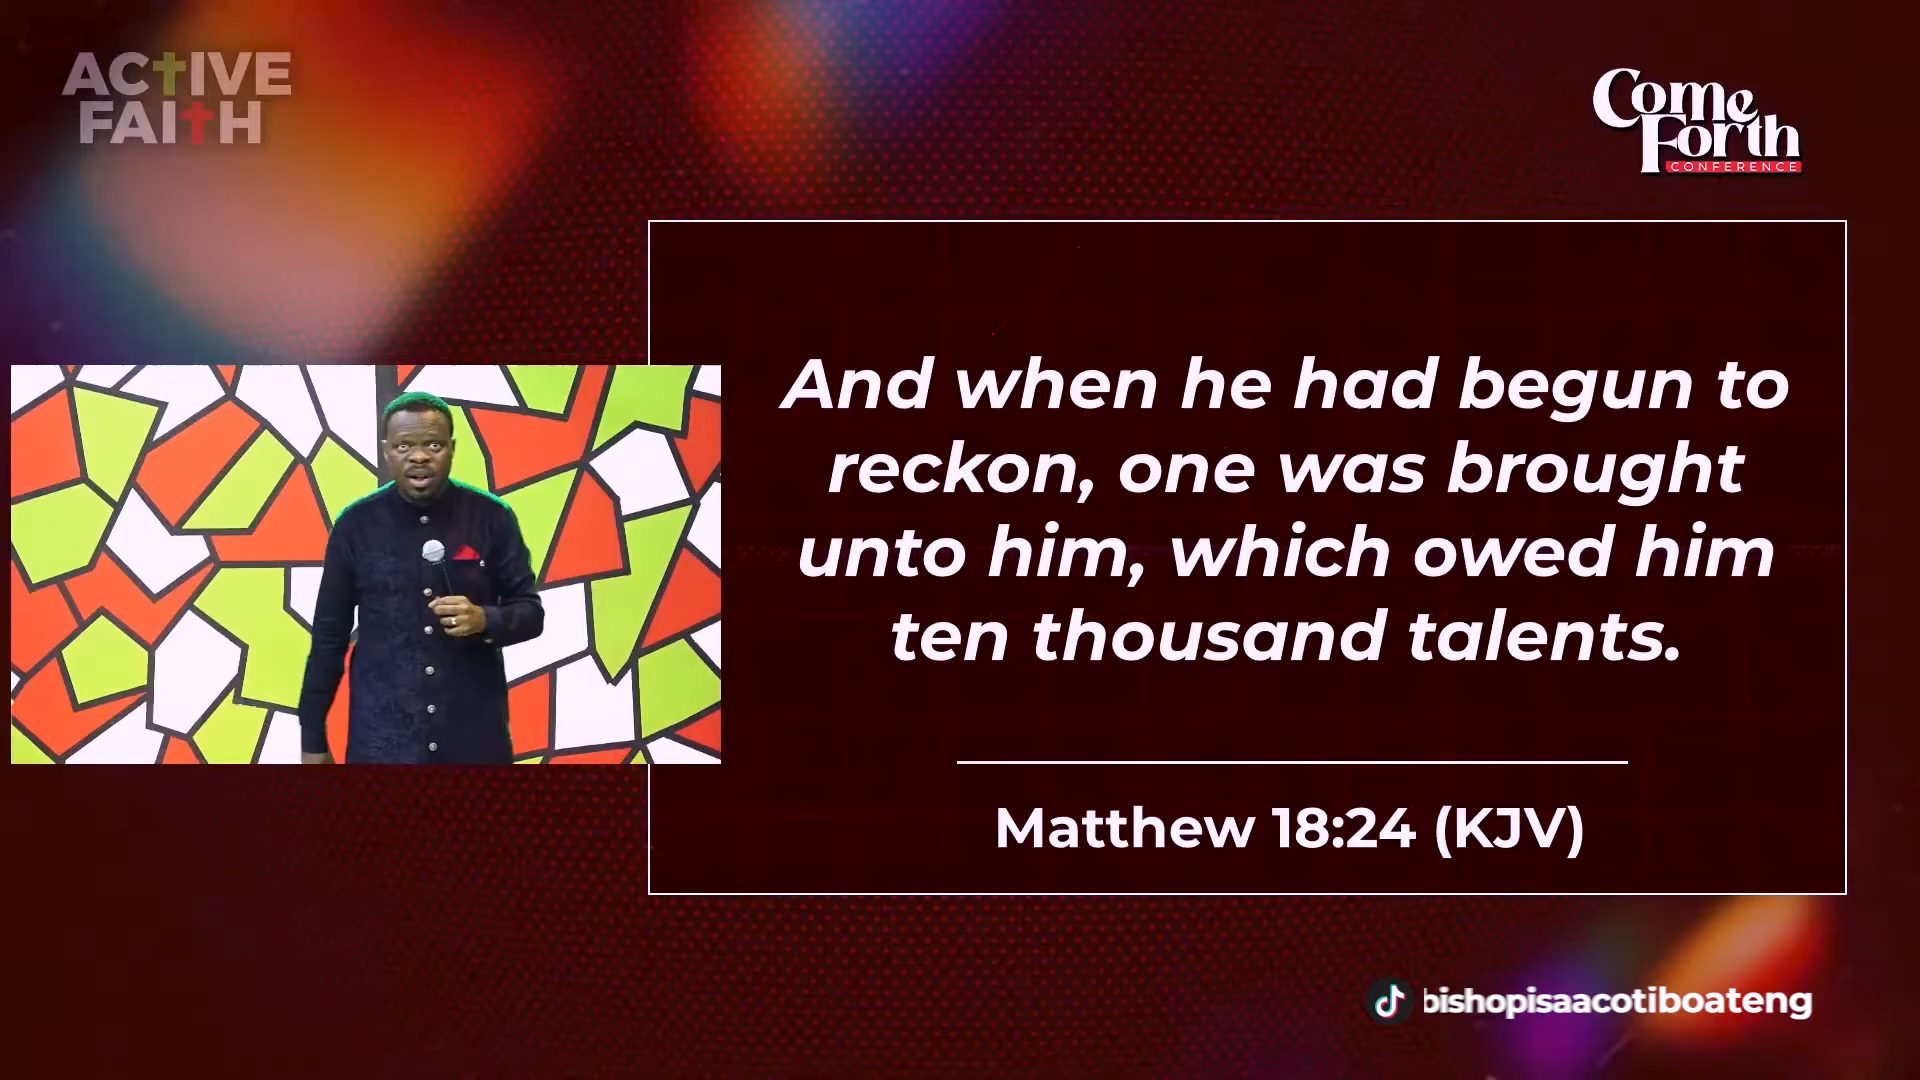 ACTIVE
FAITH
Come
Forth
CONFERENCE
And when he had begun to
reckon, one was brought
unto him, which owed him
ten thousand talents.
Matthew 18:24 (KJV)
bishopisaacotiboateng